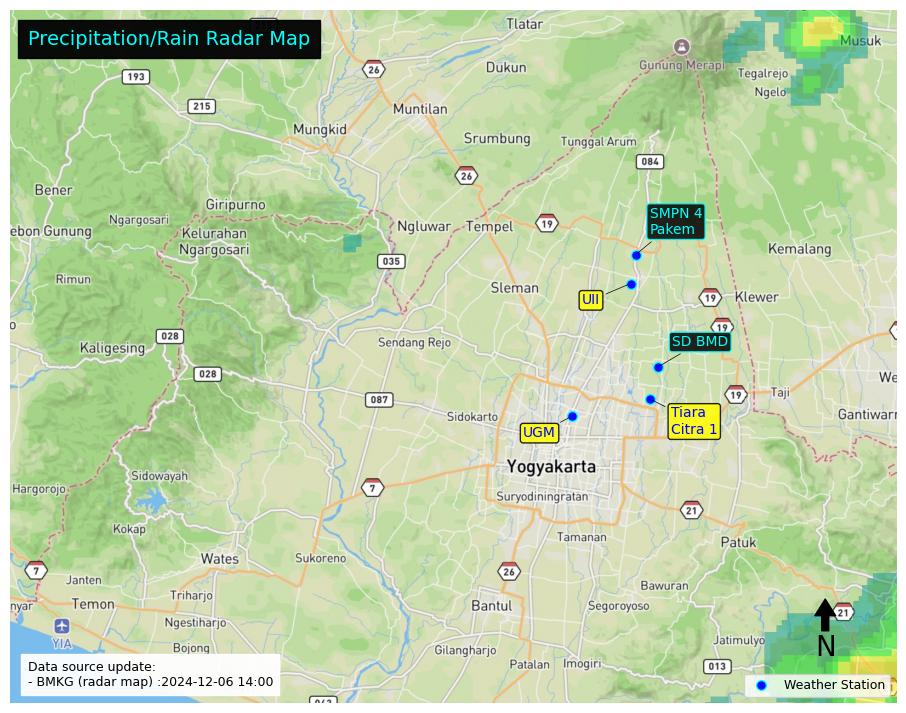 Precipitation/Rain Radar Map
Tlatar
Musuk
26
Gunung Merapi
193
Dukun
Tegalrejo
Ngelo
215
Muntilan
Mungkid
Srumbung
Tunggal Arum
084
26
Bener
Giripurno
SMPN 4
Pakem
Ngargosari
Ngluwar
Tempel
19
ebon Gunung
Kelurahan
Ngargosari
Kemalang
035
Rimun
Sleman
UII
19
Klewer
19
028
Sendang Rejo
SD BMD
Kaligesing
028
We
087
19
Taji
Sidokarto
Tiara
Citra 1
Gantiwarn
UGM
Yogyakarta
Sidowayah
Hargorojo
7
Suryodiningratan
21
Kokap
Tamanan
Patuk
Wates
Sukoreno
7
26
Janten
Bawuran
Triharjo
nyar
Temon
Bantul
Segoroyoso
21
Ngestiharjo
YIA
N
Jatimulyo
Bojong
Gilangharjo
Patalan
Imogiri
013
Data source update:
- BMKG (radar map) :2024-12-06 14:00
Weather Station